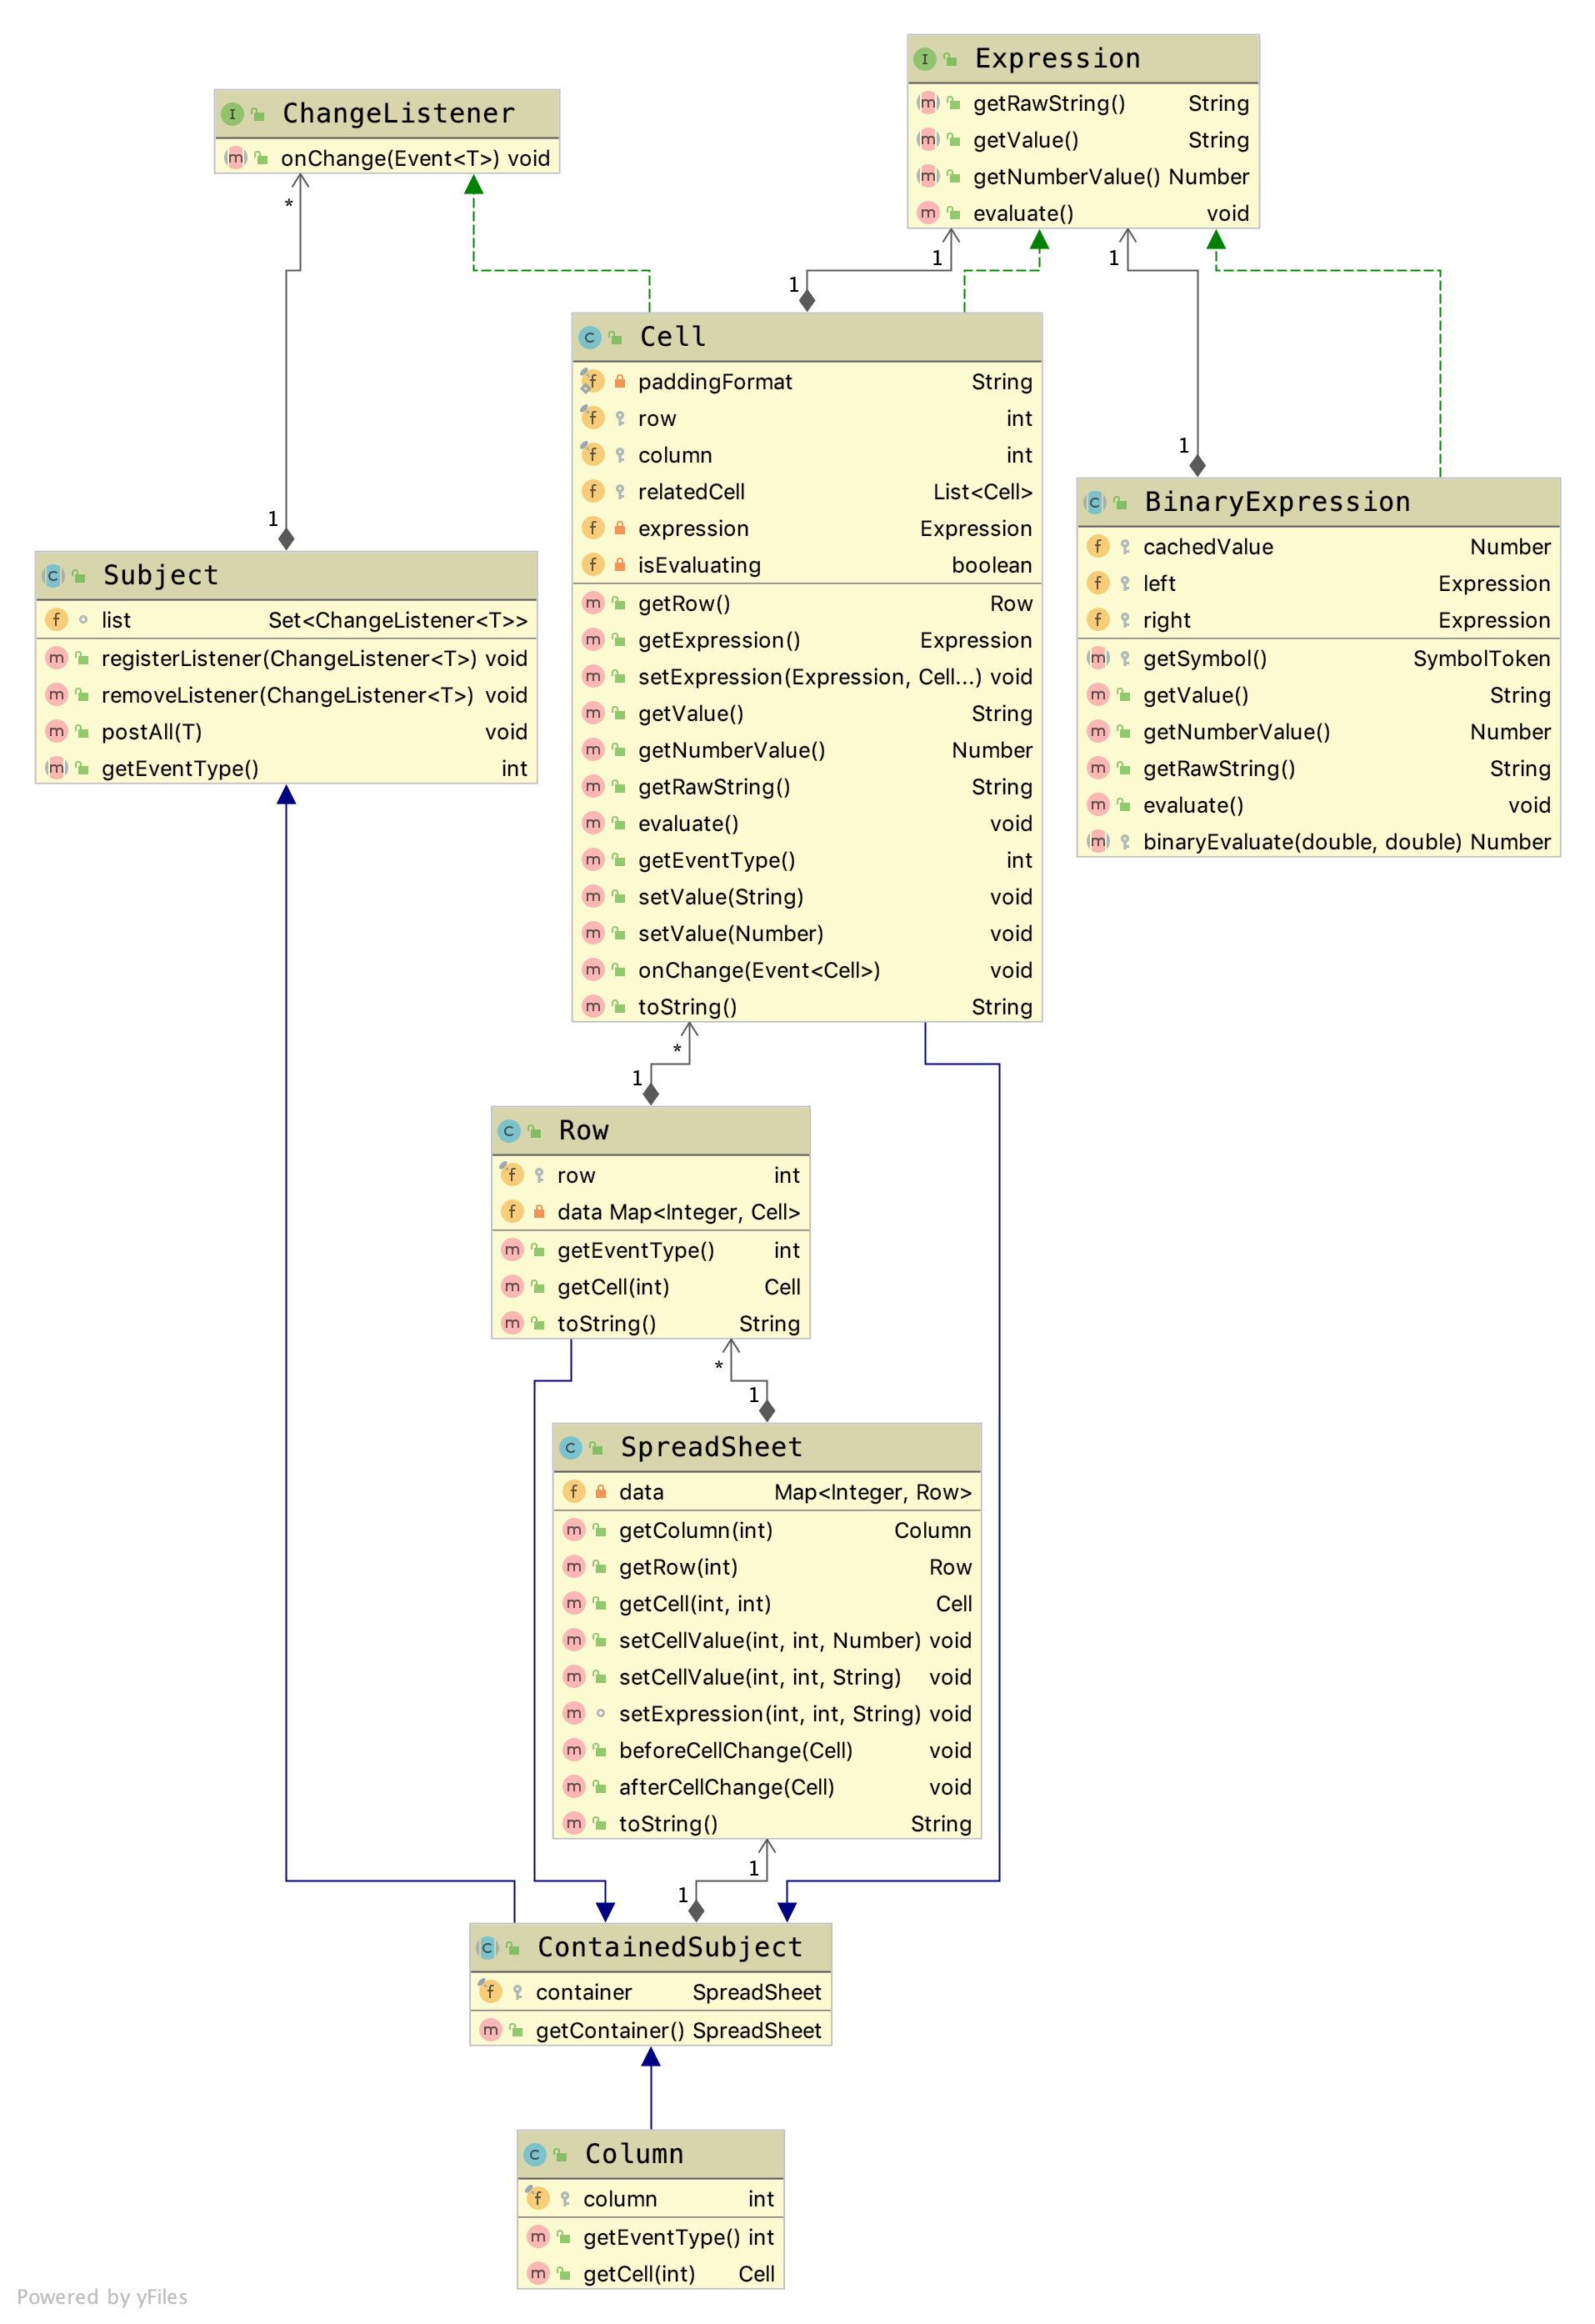 Expression
getRawString() String
getValue() String
getNumberValue() Number
evaluate() void
ChangeListener
onChange(Event<T>) void
*
1
1
1
1
1
1
Cell
paddingFormat String
row int
column int
relatedCell List<Cell>
expression Expression
isEvaluating boolean
getRow() Row
getExpression() Expression
setExpression(Expression, Cell...) void
getValue() String
getNumberValue() Number
getRawString() String
evaluate() void
getEventType() int
setValue(String) void
setValue(Number) void
onChange(Event<Cell>) void
toString() String
BinaryExpression
cachedValue Number
left Expression
right Expression
getSymbol() SymbolToken
getValue() String
getNumberValue() Number
getRawString() String
evaluate() void
binaryEvaluate(double, double) Number
Subject
list Set<ChangeListener<T>>
registerListener(ChangeListener<T>) void
removeListener(ChangeListener<T>) void
postAll(T) void
getEventType() int
*
1
Row
row int
data Map<Integer, Cell>
getEventType() int
getCell(int) Cell
toString() String
*
1
SpreadSheet
data Map<Integer, Row>
getColumn(int) Column
getRow(int) Row
getCell(int, int) Cell
setCellValue(int, int, Number) void
setCellValue(int, int, String) void
setExpression(int, int, String) void
beforeCellChange(Cell) void
afterCellChange(Cell) void
toString() String
1
1
ContainedSubject
container SpreadSheet
getContainer() SpreadSheet
Column
column int
getEventType() int
getCell(int) Cell
Powered by yFiles